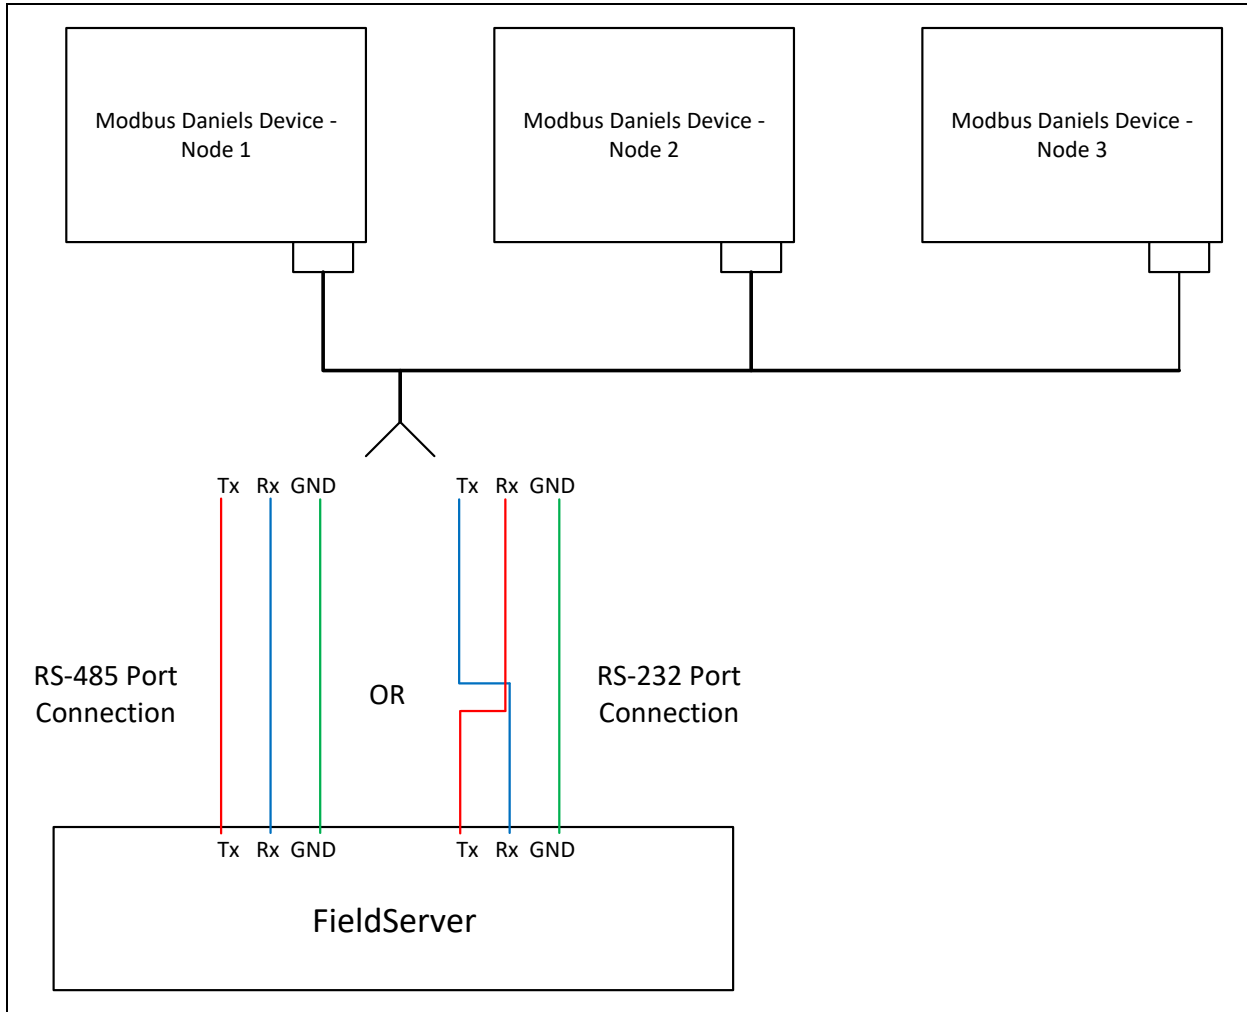 Modbus Daniels Device -
Node 1
Modbus Daniels Device -
Node 2
Modbus Daniels Device -
Node 3
Tx Rx GND
Tx Rx GND
RS-485 Port
Connection
OR
RS-232 Port
Connection
Tx Rx GND
Tx Rx GND
FieldServer